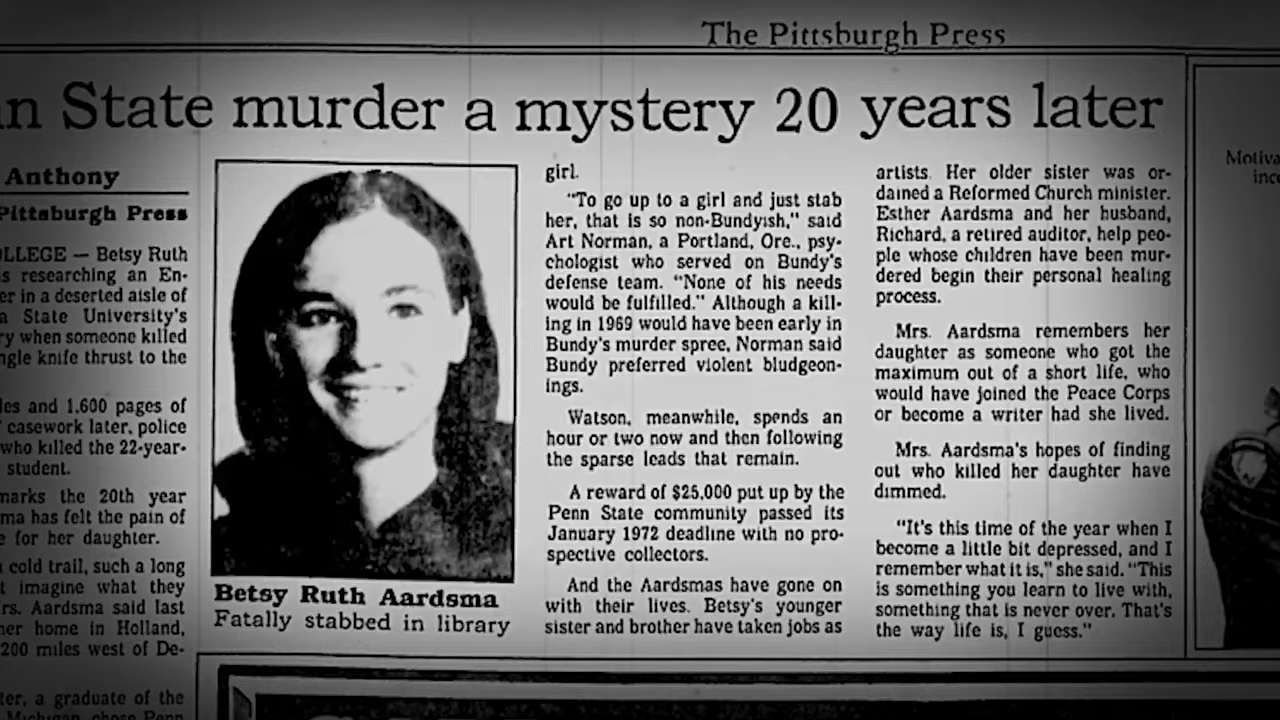 The Pittsburgh Press
n State murder a mystery 20 years later
Anthony
Pittsburgh Press
OLLEGE — Betsy Ruth
s researching an En-
er in a deserted aisle of
a State University's
ry when someone killed
ngle knife thrust to the
les and 1,600 pages of
casework later, police
who killed the 22-year-
student.
marks the 20th year
ma has felt the pain of
e for her daughter.
cold trail, such a long
t imagine what they
rs. Aardsma said last
her home in Holland,
200 miles west of De-
ter, a graduate of the
Michigan, chose Penn
Betsy Ruth Aardsma
Fatally stabbed in library
girl.
"To go up to a girl and just stab
her, that is so non-Bundyish," said
Art Norman, a Portland, Ore., psy-
chologist who served on Bundy's
defense team. "None of his needs
would be fulfilled." Although a kill-
ing in 1969 would have been early in
Bundy's murder spree, Norman said
Bundy preferred violent bludgeon-
ings.
Watson, meanwhile, spends an
hour or two now and then following
the sparse leads that remain.
A reward of $25,000 put up by the
Penn State community passed its
January 1972 deadline with no pro-
spective collectors.
And the Aardsmas have gone on
with their lives. Betsy's younger
sister and brother have taken jobs as
artists. Her older sister was or-
dained a Reformed Church minister.
Esther Aardsma and her husband,
Richard, a retired auditor, help peo-
ple whose children have been mur-
dered begin their personal healing
process.
Mrs. Aardsma remembers her
daughter as someone who got the
maximum out of a short life, who
would have joined the Peace Corps
or become a writer had she lived.
Mrs. Aardsma's hopes of finding
out who killed her daughter have
dimmed.
"It's this time of the year when I
become a little bit depressed, and I
remember what it is," she said. "This
is something you learn to live with,
something that is never over. That's
the way life is, I guess."
Motiva
inc